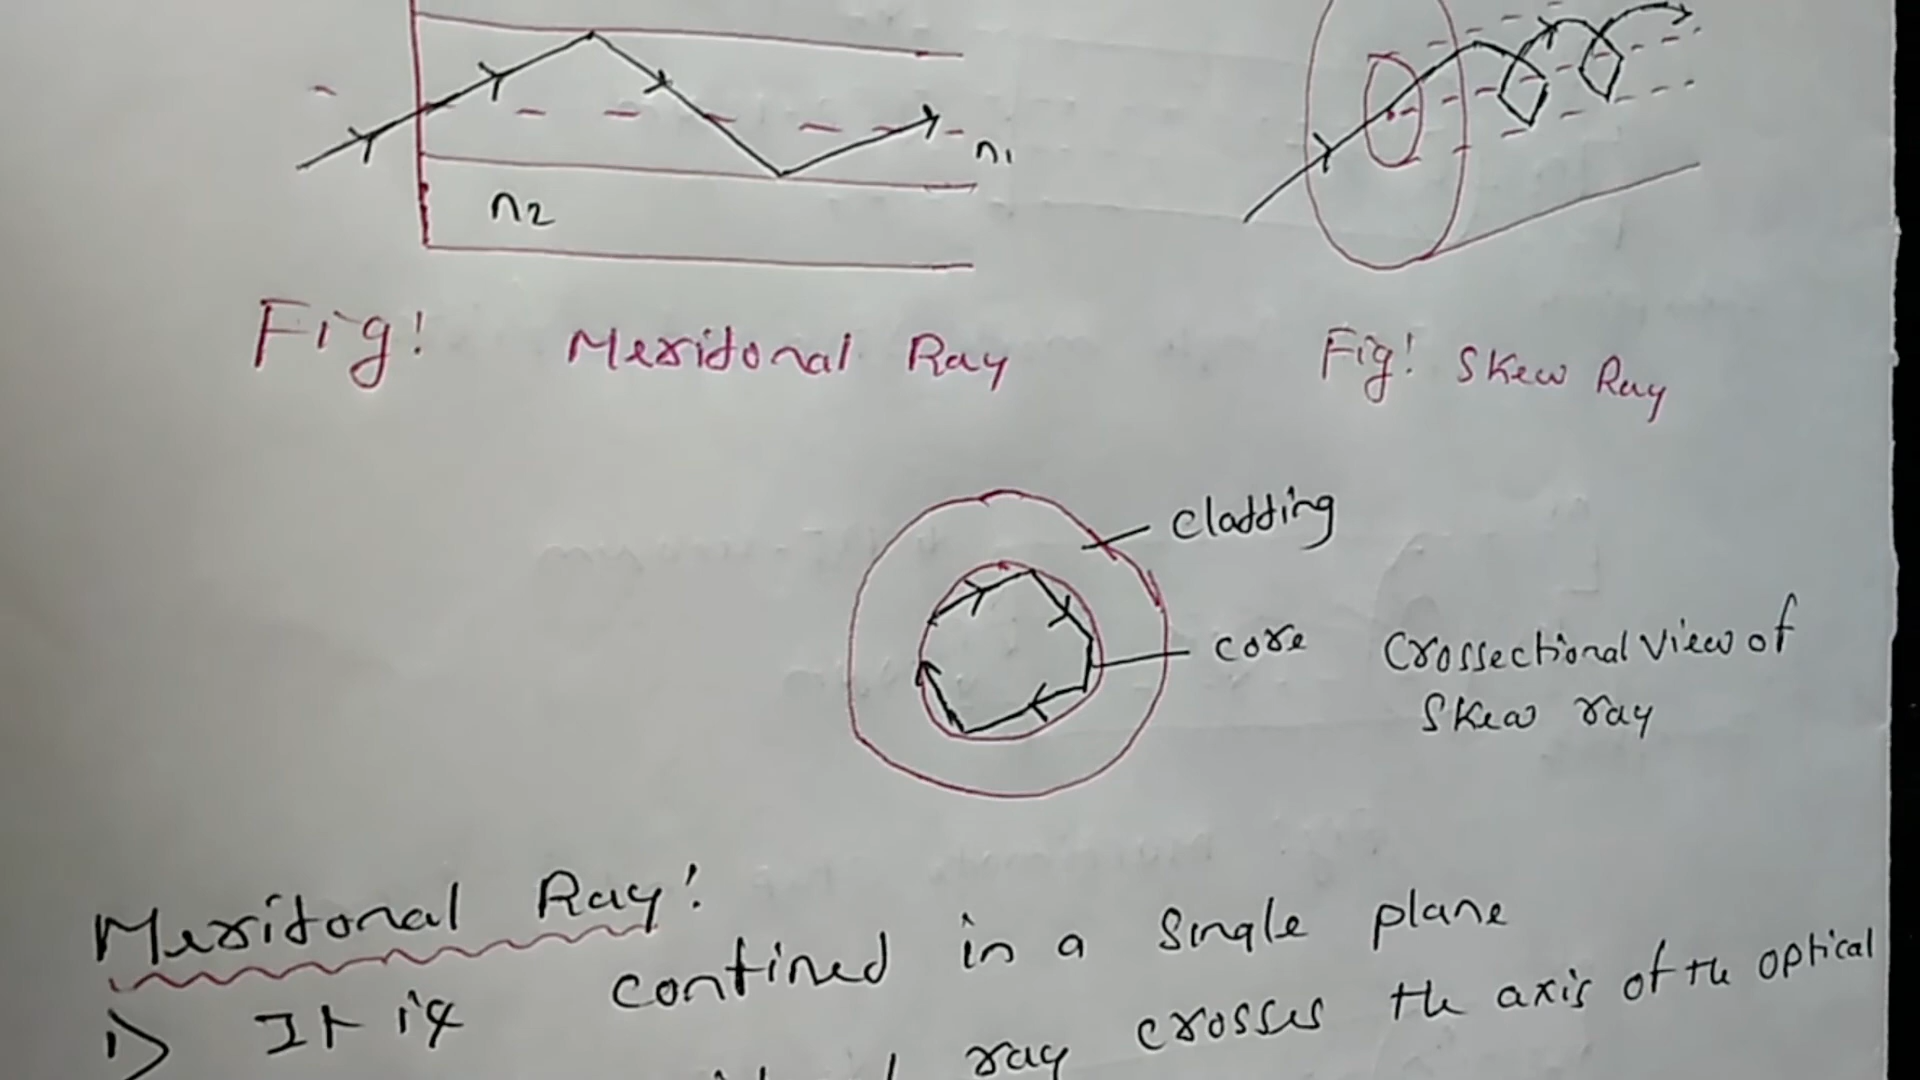 n1
n2
Fig: Meridonal Ray
Fig: Skew Ray
cladding
core
Crossectional View of
Skew ray
Meridonal Ray:
1) It is confined in a single plane
ray crosses the axis of the optical